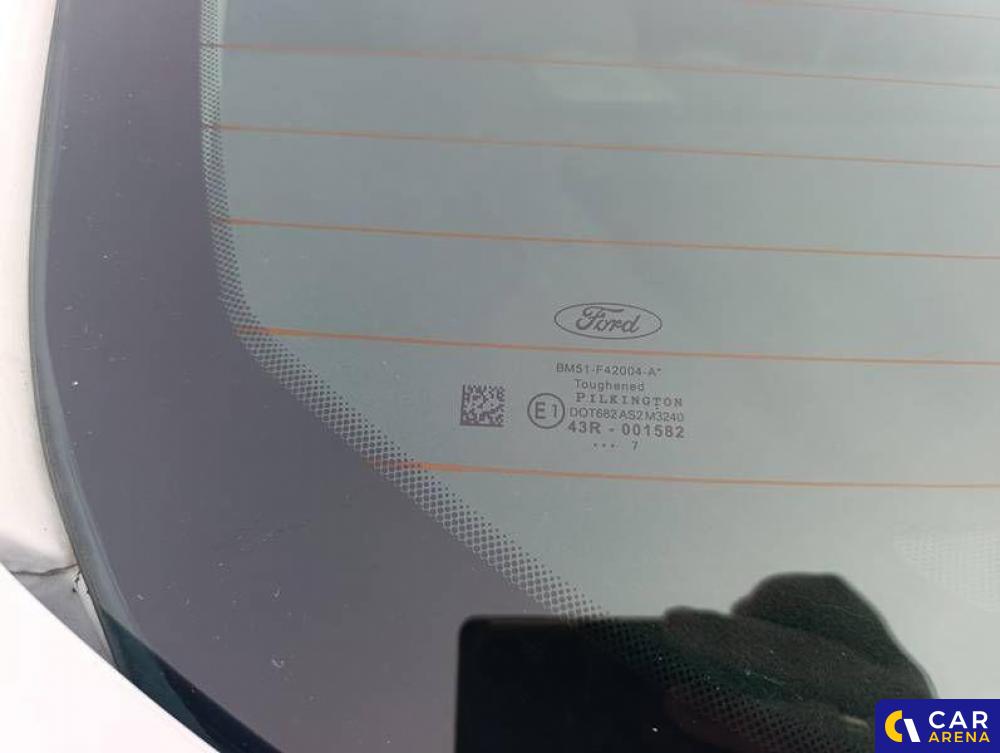 Ford
BM51-F42004-A*
Toughened
PILKINGTON
E1
DOT682 AS2 M3240
43R - 001582
••• 7
CAR
ARENA